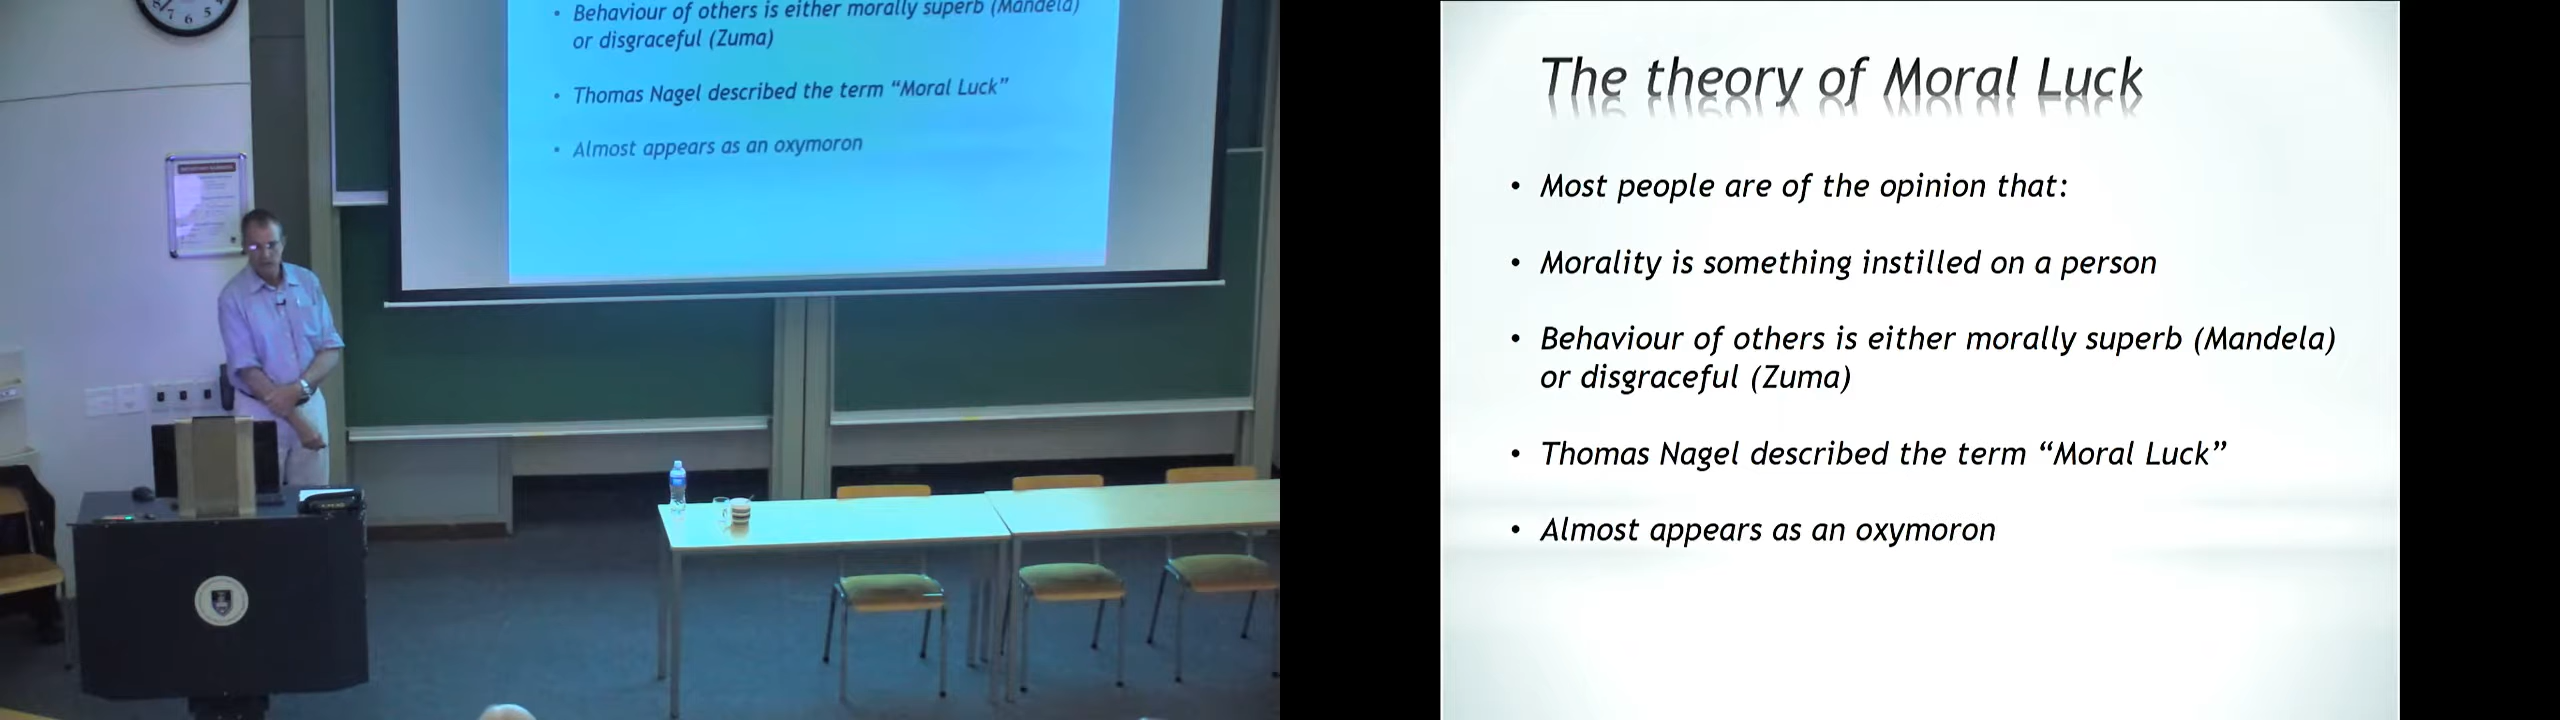 7 6 5
• Behaviour of others is either morally superb (Mandela)
or disgraceful (Zuma)
• Thomas Nagel described the term “Moral Luck”
• Almost appears as an oxymoron
The theory of Moral Luck
• Most people are of the opinion that:
• Morality is something instilled on a person
• Behaviour of others is either morally superb (Mandela)
or disgraceful (Zuma)
• Thomas Nagel described the term “Moral Luck”
• Almost appears as an oxymoron